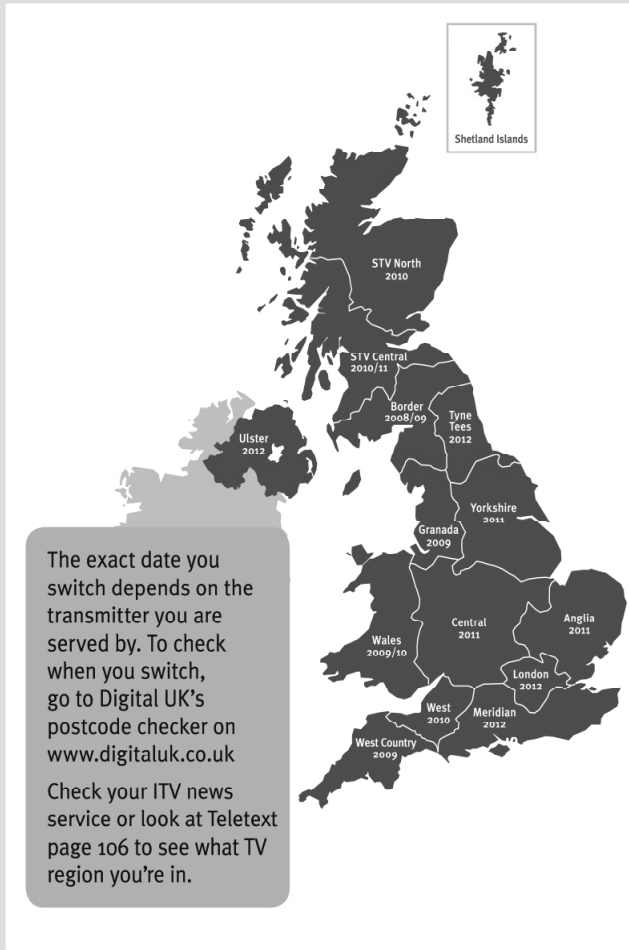 Shetland Islands
STV North
2010
STV Central
2010/11
Border
2008/09
Tyne
Tees
2012
Ulster
2012
Yorkshire
2011
Granada
2009
Central
2011
Anglia
2011
Wales
2009/10
London
2012
West
2010
Meridian
2012
West Country
2009
The exact date you
switch depends on the
transmitter you are
served by. To check
when you switch,
go to Digital UK's
postcode checker on
www.digitaluk.co.uk
Check your ITV news
service or look at Teletext
page 106 to see what TV
region you're in.